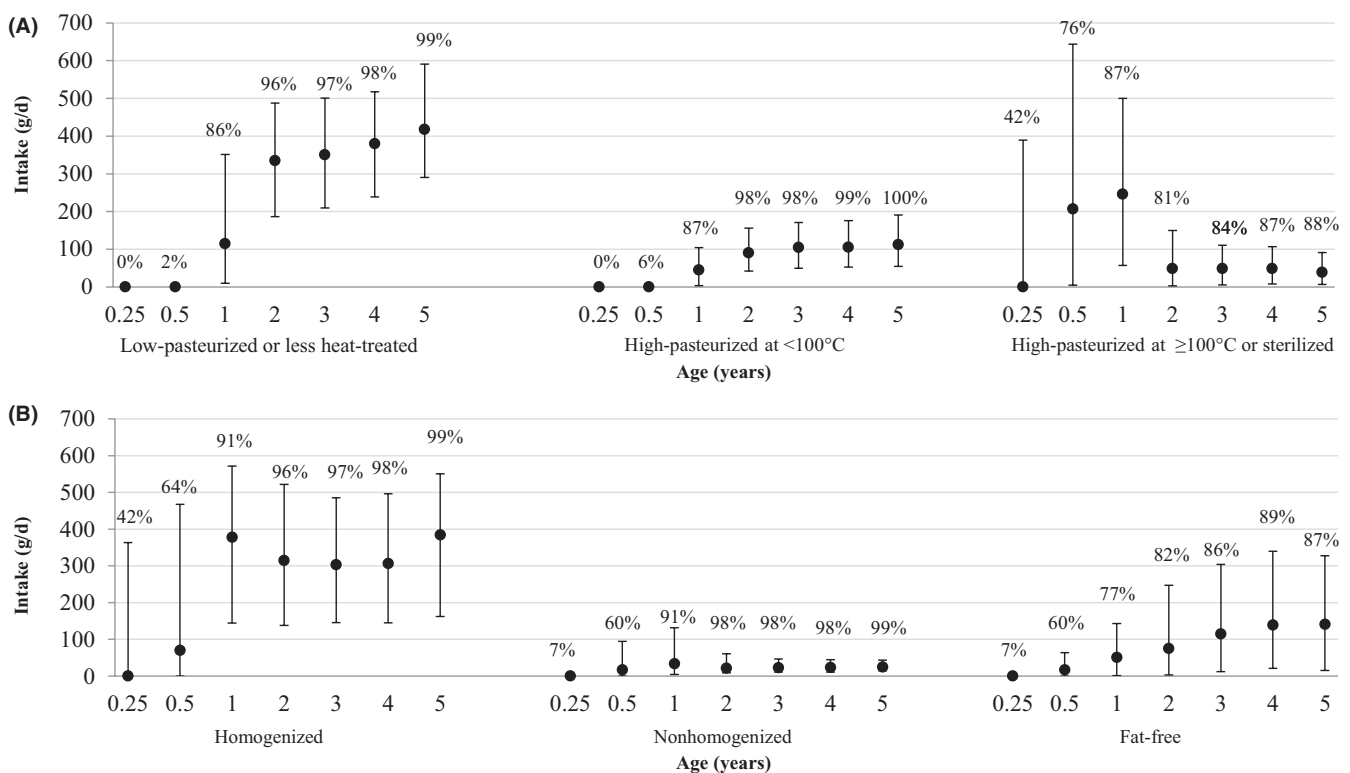 (A)
700
600
500
400
300
200
100
0
Intake (g/d)
0% 2% 86% 96% 97% 98% 99%
0% 6% 87% 98% 98% 99% 100%
42% 76% 87% 81% 84% 87% 88%
0.25 0.5 1 2 3 4 5 0.25 0.5 1 2 3 4 5 0.25 0.5 1 2 3 4 5
Low-pasteurized or less heat-treated High-pasteurized at <100°C High-pasteurized at ≥100°C or sterilized
Age (years)
(B)
700
600
500
400
300
200
100
0
Intake (g/d)
42% 64% 91% 96% 97% 98% 99%
7% 60% 91% 98% 98% 98% 99%
7% 60% 77% 82% 86% 89% 87%
0.25 0.5 1 2 3 4 5 0.25 0.5 1 2 3 4 5 0.25 0.5 1 2 3 4 5
Homogenized Nonhomogenized Fat-free
Age (years)